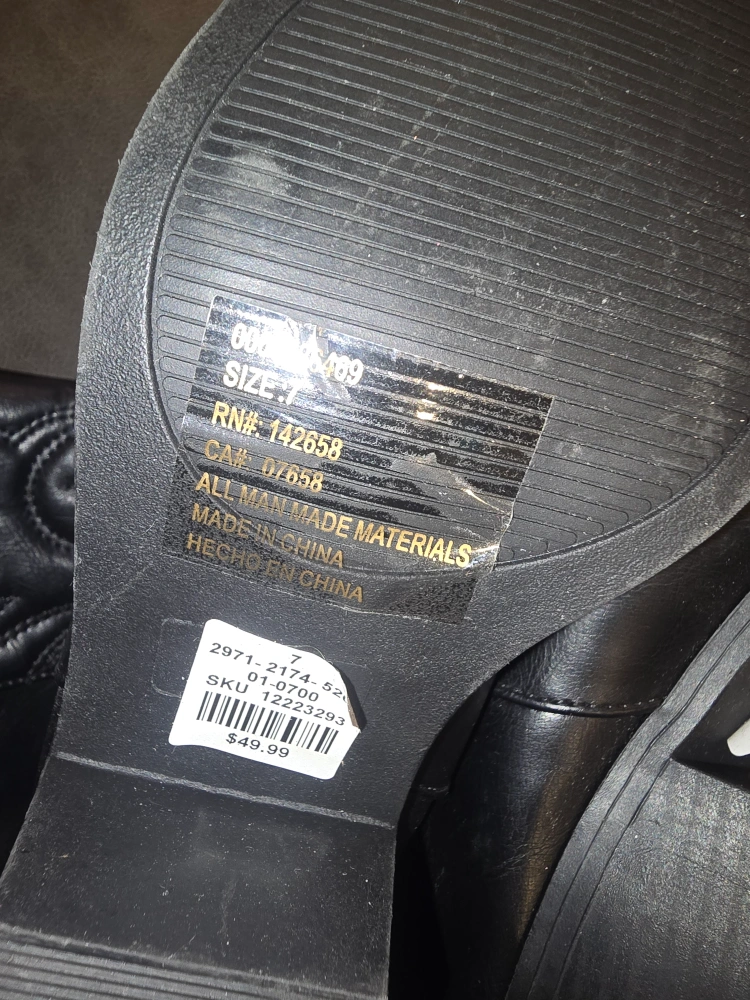 SIZE:7
RN#: 142658
CA#: 07658
ALL MAN MADE MATERIALS
MADE IN CHINA
HECHO EN CHINA
7
2971-2174-
01-0700
SKU 12223293
$49.99